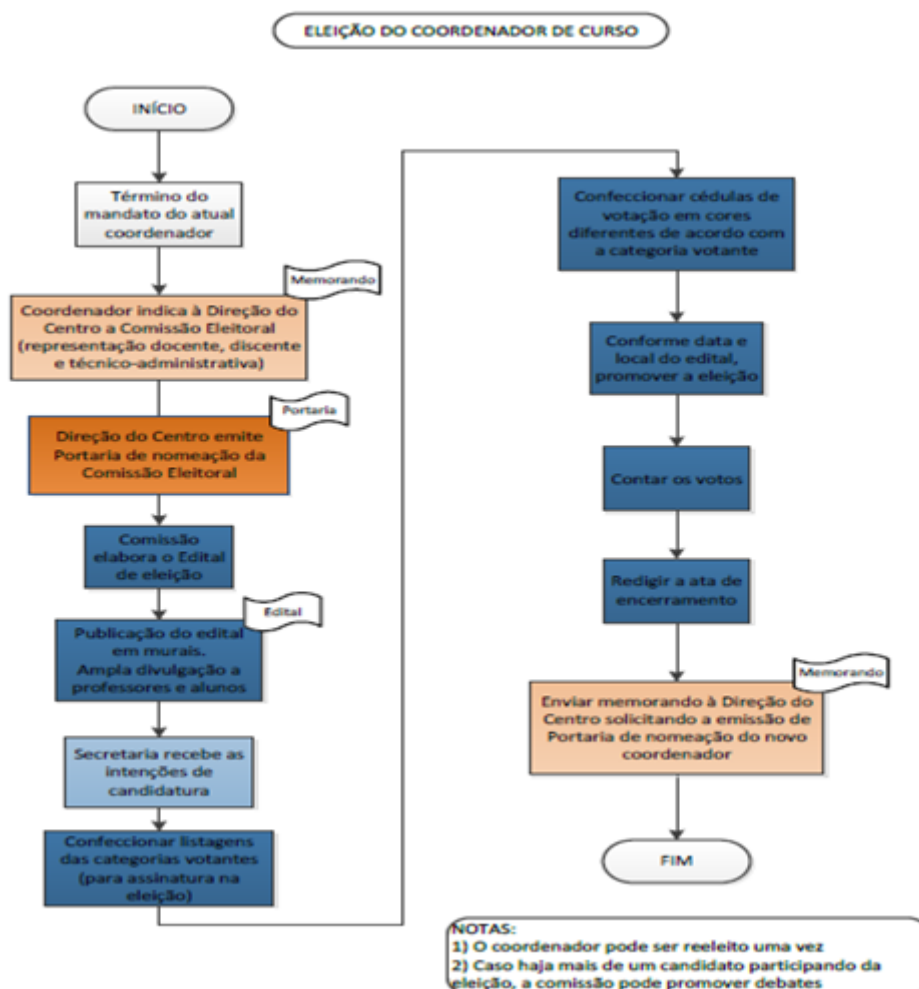 ELEIÇÃO DO COORDENADOR DE CURSO
INÍCIO
Término do
mandato do atual
coordenador
Memorando
Coordenador indica à Direção do
Centro a Comissão Eleitoral
(representação docente, discente
e técnico-administrativa)
Portaria
Direção do Centro emite
Portaria de nomeação da
Comissão Eleitoral
Comissão
elabora o Edital
de eleição
Edital
Publicação do edital
em murais.
Ampla divulgação a
professores e alunos
Secretaria recebe as
intenções de
candidatura
Confeccionar listagens
das categorias votantes
(para assinatura na
eleição)
Confeccionar cédulas de
votação em cores
diferentes de acordo com
a categoria votante
Conforme data e
local do edital,
promover a eleição
Contar os votos
Redigir a ata de
encerramento
Memorando
Enviar memorando à Direção do
Centro solicitando a emissão de
Portaria de nomeação do novo
coordenador
FIM
NOTAS:
1) O coordenador pode ser reeleito uma vez
2) Caso haja mais de um candidato participando da
eleição, a comissão pode promover debates